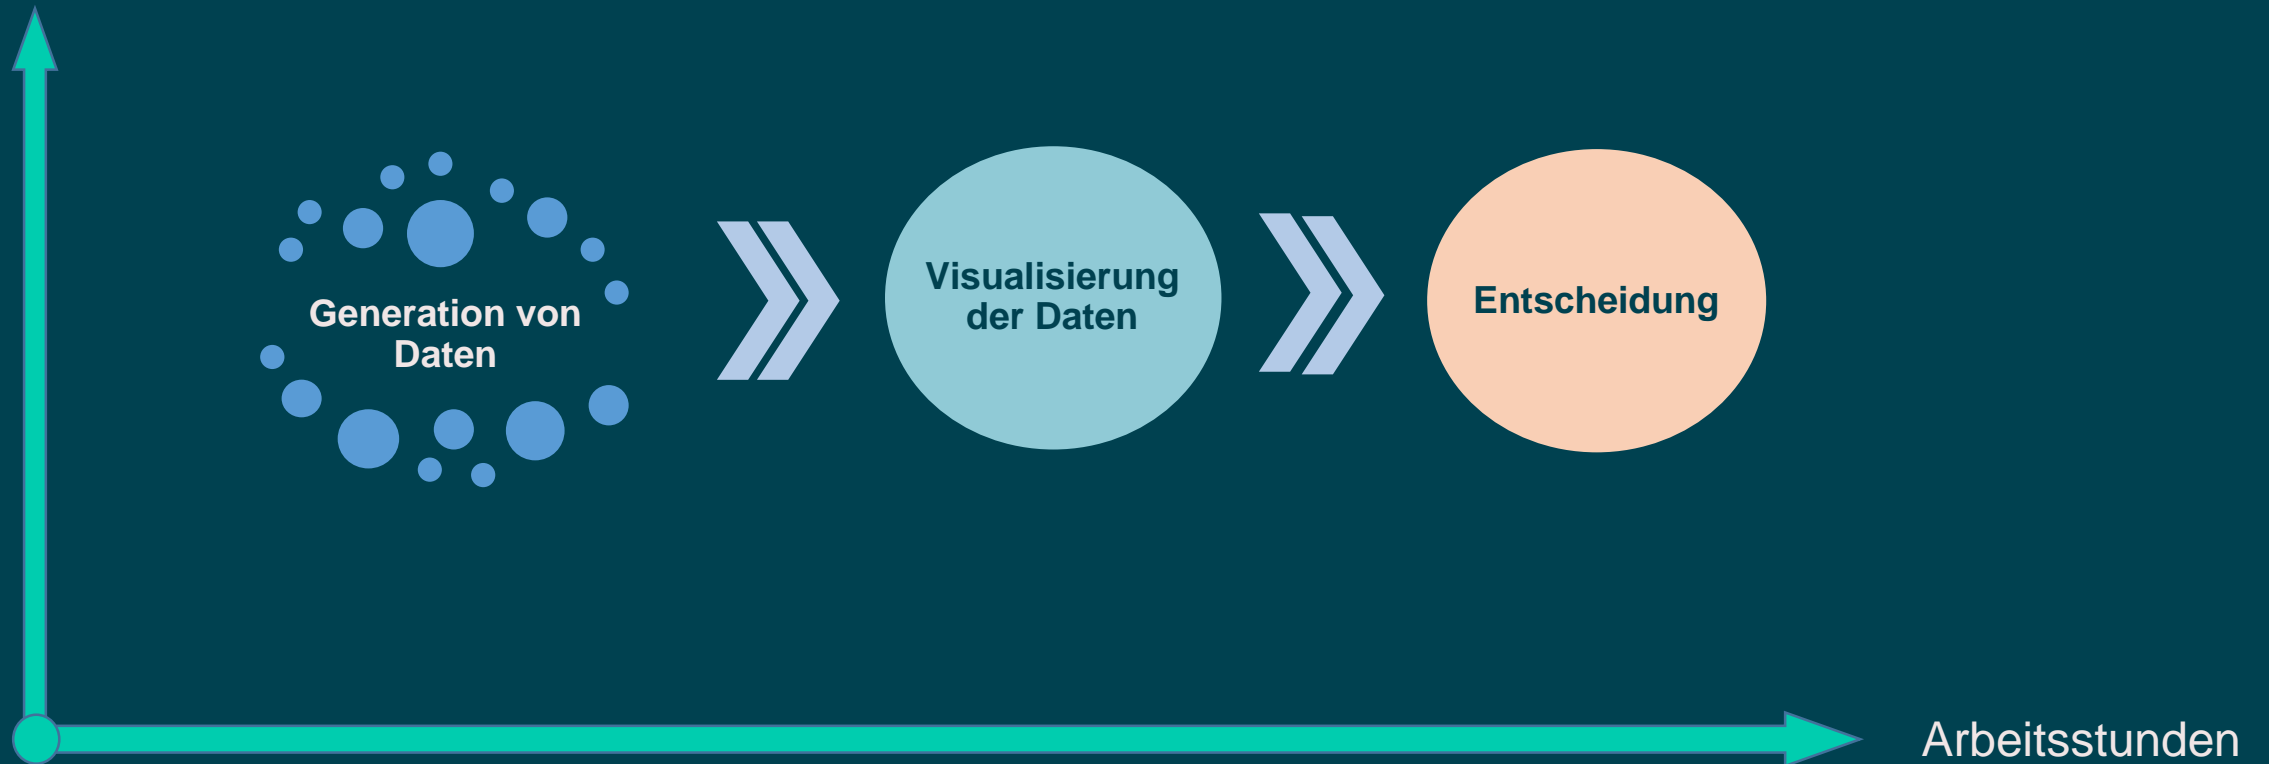 Generation von
Daten
Visualisierung
der Daten
Entscheidung
Arbeitsstunden